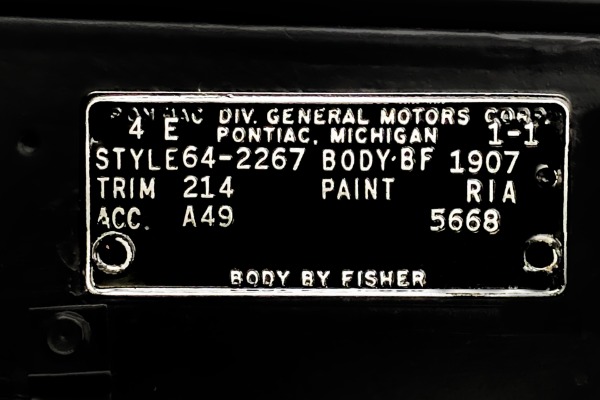 PONTIAC DIV. GENERAL MOTORS CORP.
4 E PONTIAC, MICHIGAN 1-1
STYLE 64-2267 BODY·BF 1907
TRIM 214 PAINT RIA
ACC. A49 5668
BODY BY FISHER